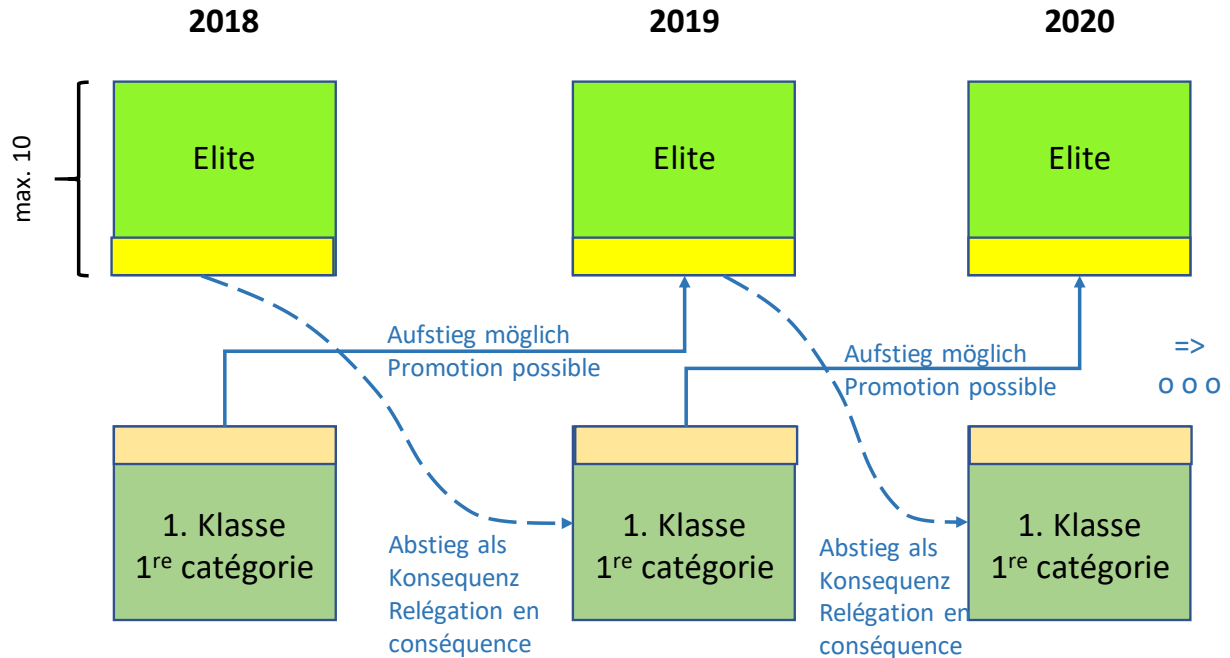 2018
2019
2020
max. 10
Elite
Elite
Elite
Aufstieg möglich
Promotion possible
Aufstieg möglich
Promotion possible
=>
o o o
1. Klasse
1re catégorie
1. Klasse
1re catégorie
1. Klasse
1re catégorie
Abstieg als
Konsequenz
Relégation en
conséquence
Abstieg als
Konsequenz
Relégation en
conséquence